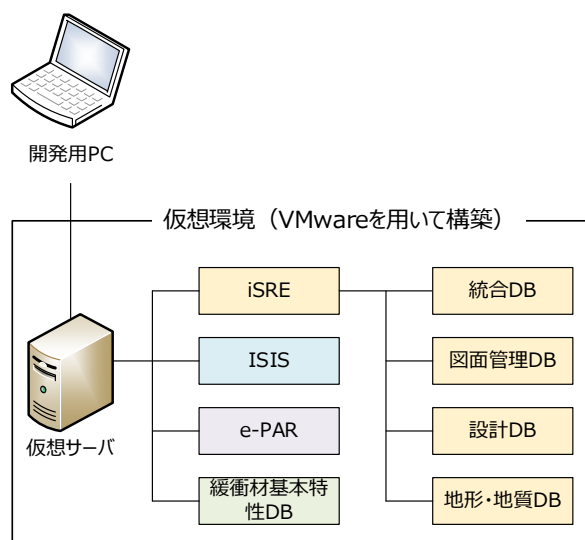 開発用PC
仮想環境（VMwareを用いて構築）
iSRE
統合DB
ISIS
図面管理DB
仮想サーバ
e-PAR
設計DB
緩衝材基本特
性DB
地形・地質DB